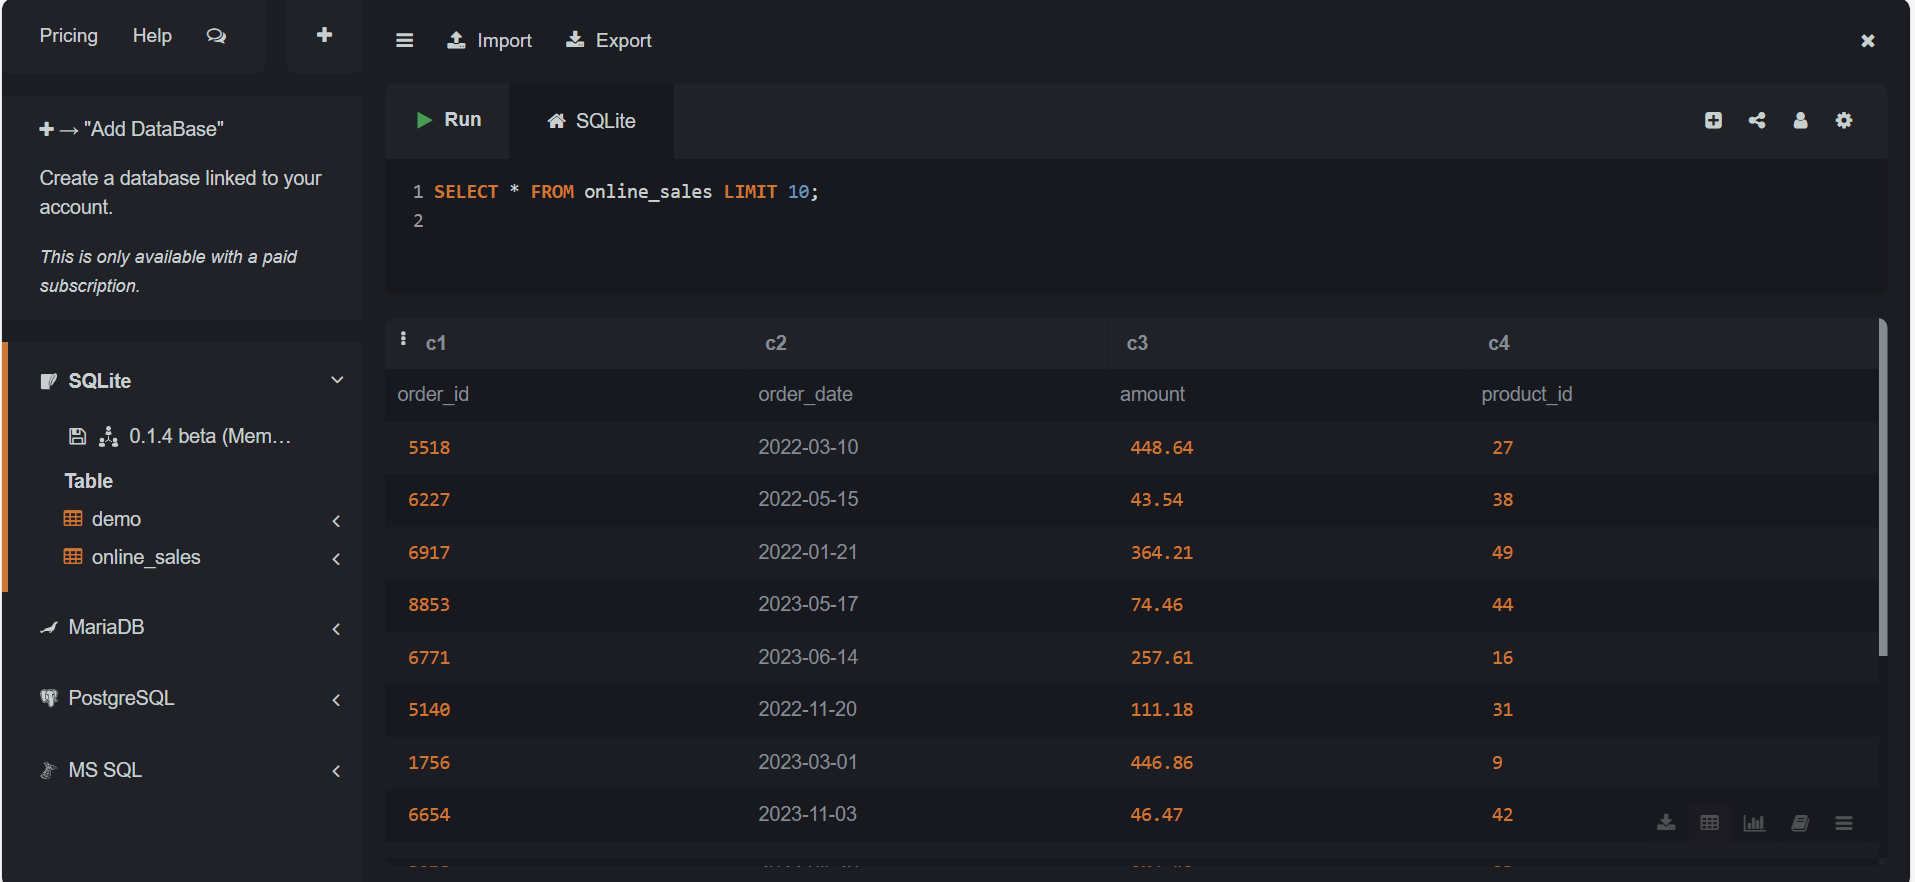 Pricing Help
Import Export
Run SQLite
→ "Add DataBase"
Create a database linked to your
account.
This is only available with a paid
subscription.
1 SELECT * FROM online_sales LIMIT 10;
2
SQLite
0.1.4 beta (Mem…
Table
demo
online_sales
MariaDB
PostgreSQL
MS SQL
c1 c2 c3 c4
order_id order_date amount product_id
5518 2022-03-10 448.64 27
6227 2022-05-15 43.54 38
6917 2022-01-21 364.21 49
8853 2023-05-17 74.46 44
6771 2023-06-14 257.61 16
5140 2022-11-20 111.18 31
1756 2023-03-01 446.86 9
6654 2023-11-03 46.47 42